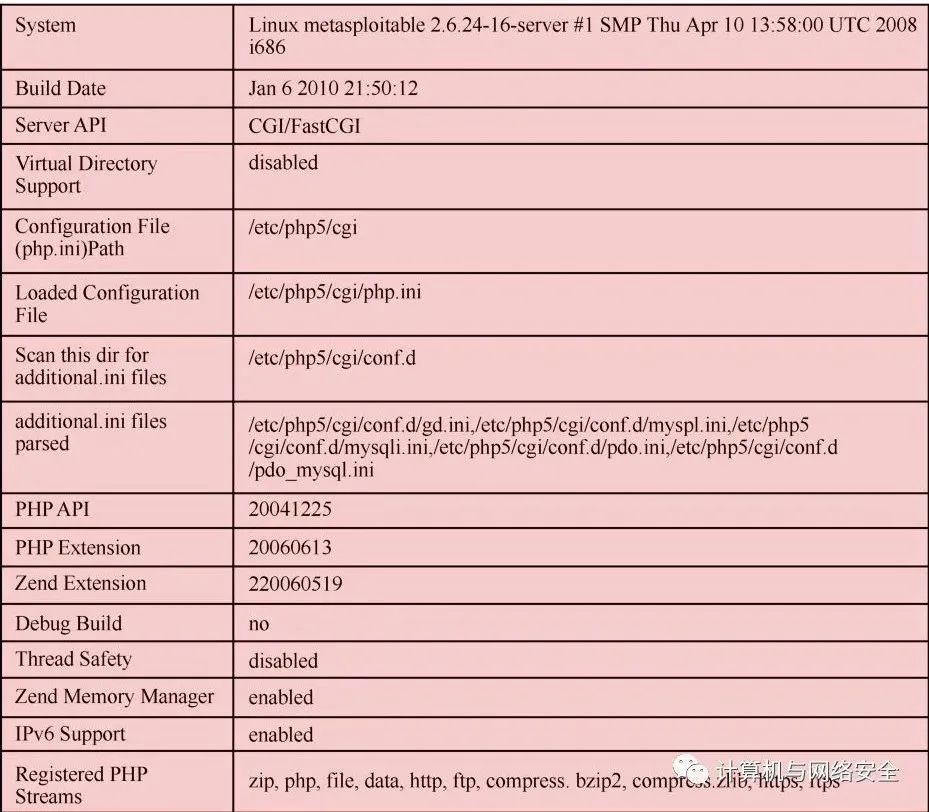 System
Linux metasploitable 2.6.24-16-server #1 SMP Thu Apr 10 13:58:00 UTC 2008
i686
Build Date
Jan 6 2010 21:50:12
Server API
CGI/FastCGI
Virtual Directory
Support
disabled
Configuration File
(php.ini)Path
/etc/php5/cgi
Loaded Configuration
File
/etc/php5/cgi/php.ini
Scan this dir for
additional.ini files
/etc/php5/cgi/conf.d
additional.ini files
parsed
/etc/php5/cgi/conf.d/gd.ini,/etc/php5/cgi/conf.d/myspl.ini,/etc/php5
/cgi/conf.d/mysqli.ini,/etc/php5/cgi/conf.d/pdo.ini,/etc/php5/cgi/conf.d
/pdo_mysql.ini
PHP API
20041225
PHP Extension
20060613
Zend Extension
220060519
Debug Build
no
Thread Safety
disabled
Zend Memory Manager
enabled
IPv6 Support
enabled
Registered PHP
Streams
zip, php, file, data, http, ftp, compress. bzip2, compress.zlib, https, ftps
计算机与网络安全